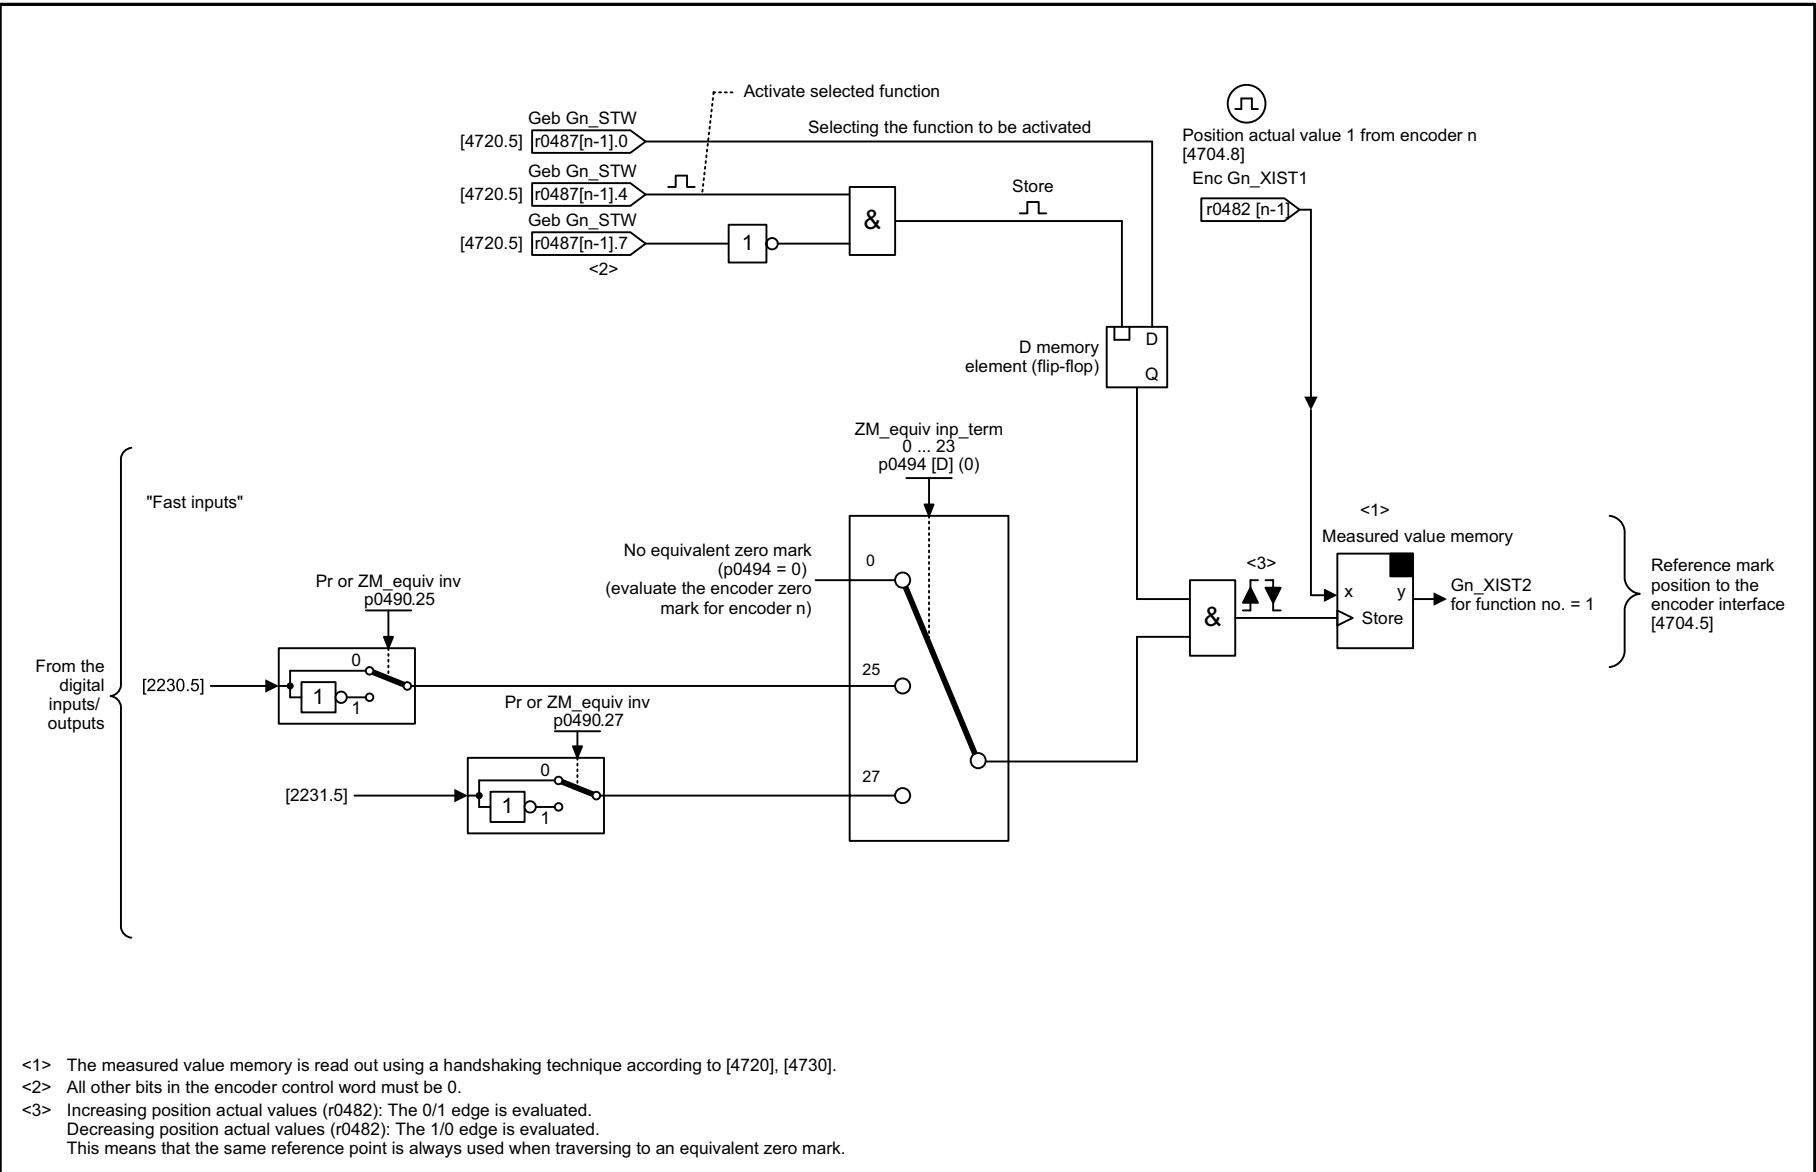 Activate selected function
Geb Gn_STW
[4720.5] r0487[n-1].0
Selecting the function to be activated
Geb Gn_STW
[4720.5] r0487[n-1].4
Geb Gn_STW
[4720.5] r0487[n-1].7
<2>
1
&
Store
Position actual value 1 from encoder n
[4704.8]
Enc Gn_XIST1
r0482 [n-1]
D memory
element (flip-flop)
D
Q
ZM_equiv inp_term
0 ... 23
p0494 [D] (0)
"Fast inputs"
No equivalent zero mark
(p0494 = 0)
(evaluate the encoder zero
mark for encoder n)
0
25
27
Pr or ZM_equiv inv
p0490.25
0
1
1
[2230.5]
From the
digital
inputs/
outputs
Pr or ZM_equiv inv
p0490.27
0
1
1
[2231.5]
&
<3>
<1>
Measured value memory
x
y
Store
Gn_XIST2
for function no. = 1
Reference mark
position to the
encoder interface
[4704.5]
<1> The measured value memory is read out using a handshaking technique according to [4720], [4730].
<2> All other bits in the encoder control word must be 0.
<3> Increasing position actual values (r0482): The 0/1 edge is evaluated.
Decreasing position actual values (r0482): The 1/0 edge is evaluated.
This means that the same reference point is always used when traversing to an equivalent zero mark.